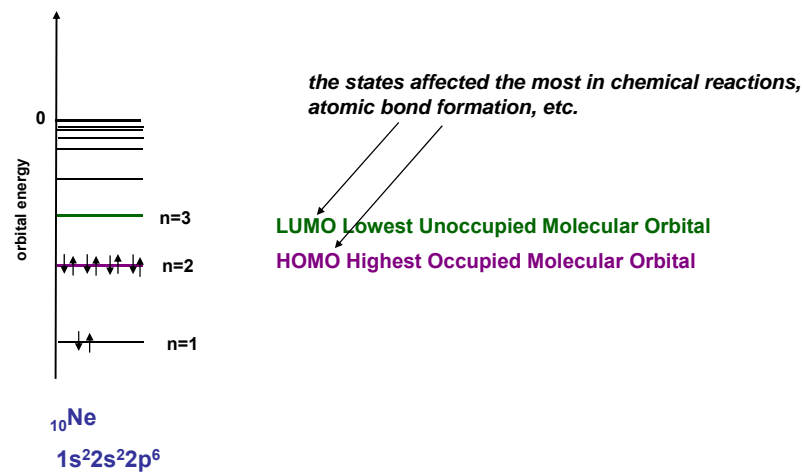 the states affected the most in chemical reactions,
atomic bond formation, etc.
0
orbital energy
n=3
LUMO Lowest Unoccupied Molecular Orbital
n=2
HOMO Highest Occupied Molecular Orbital
n=1
₁₀Ne
1s²2s²2p⁶